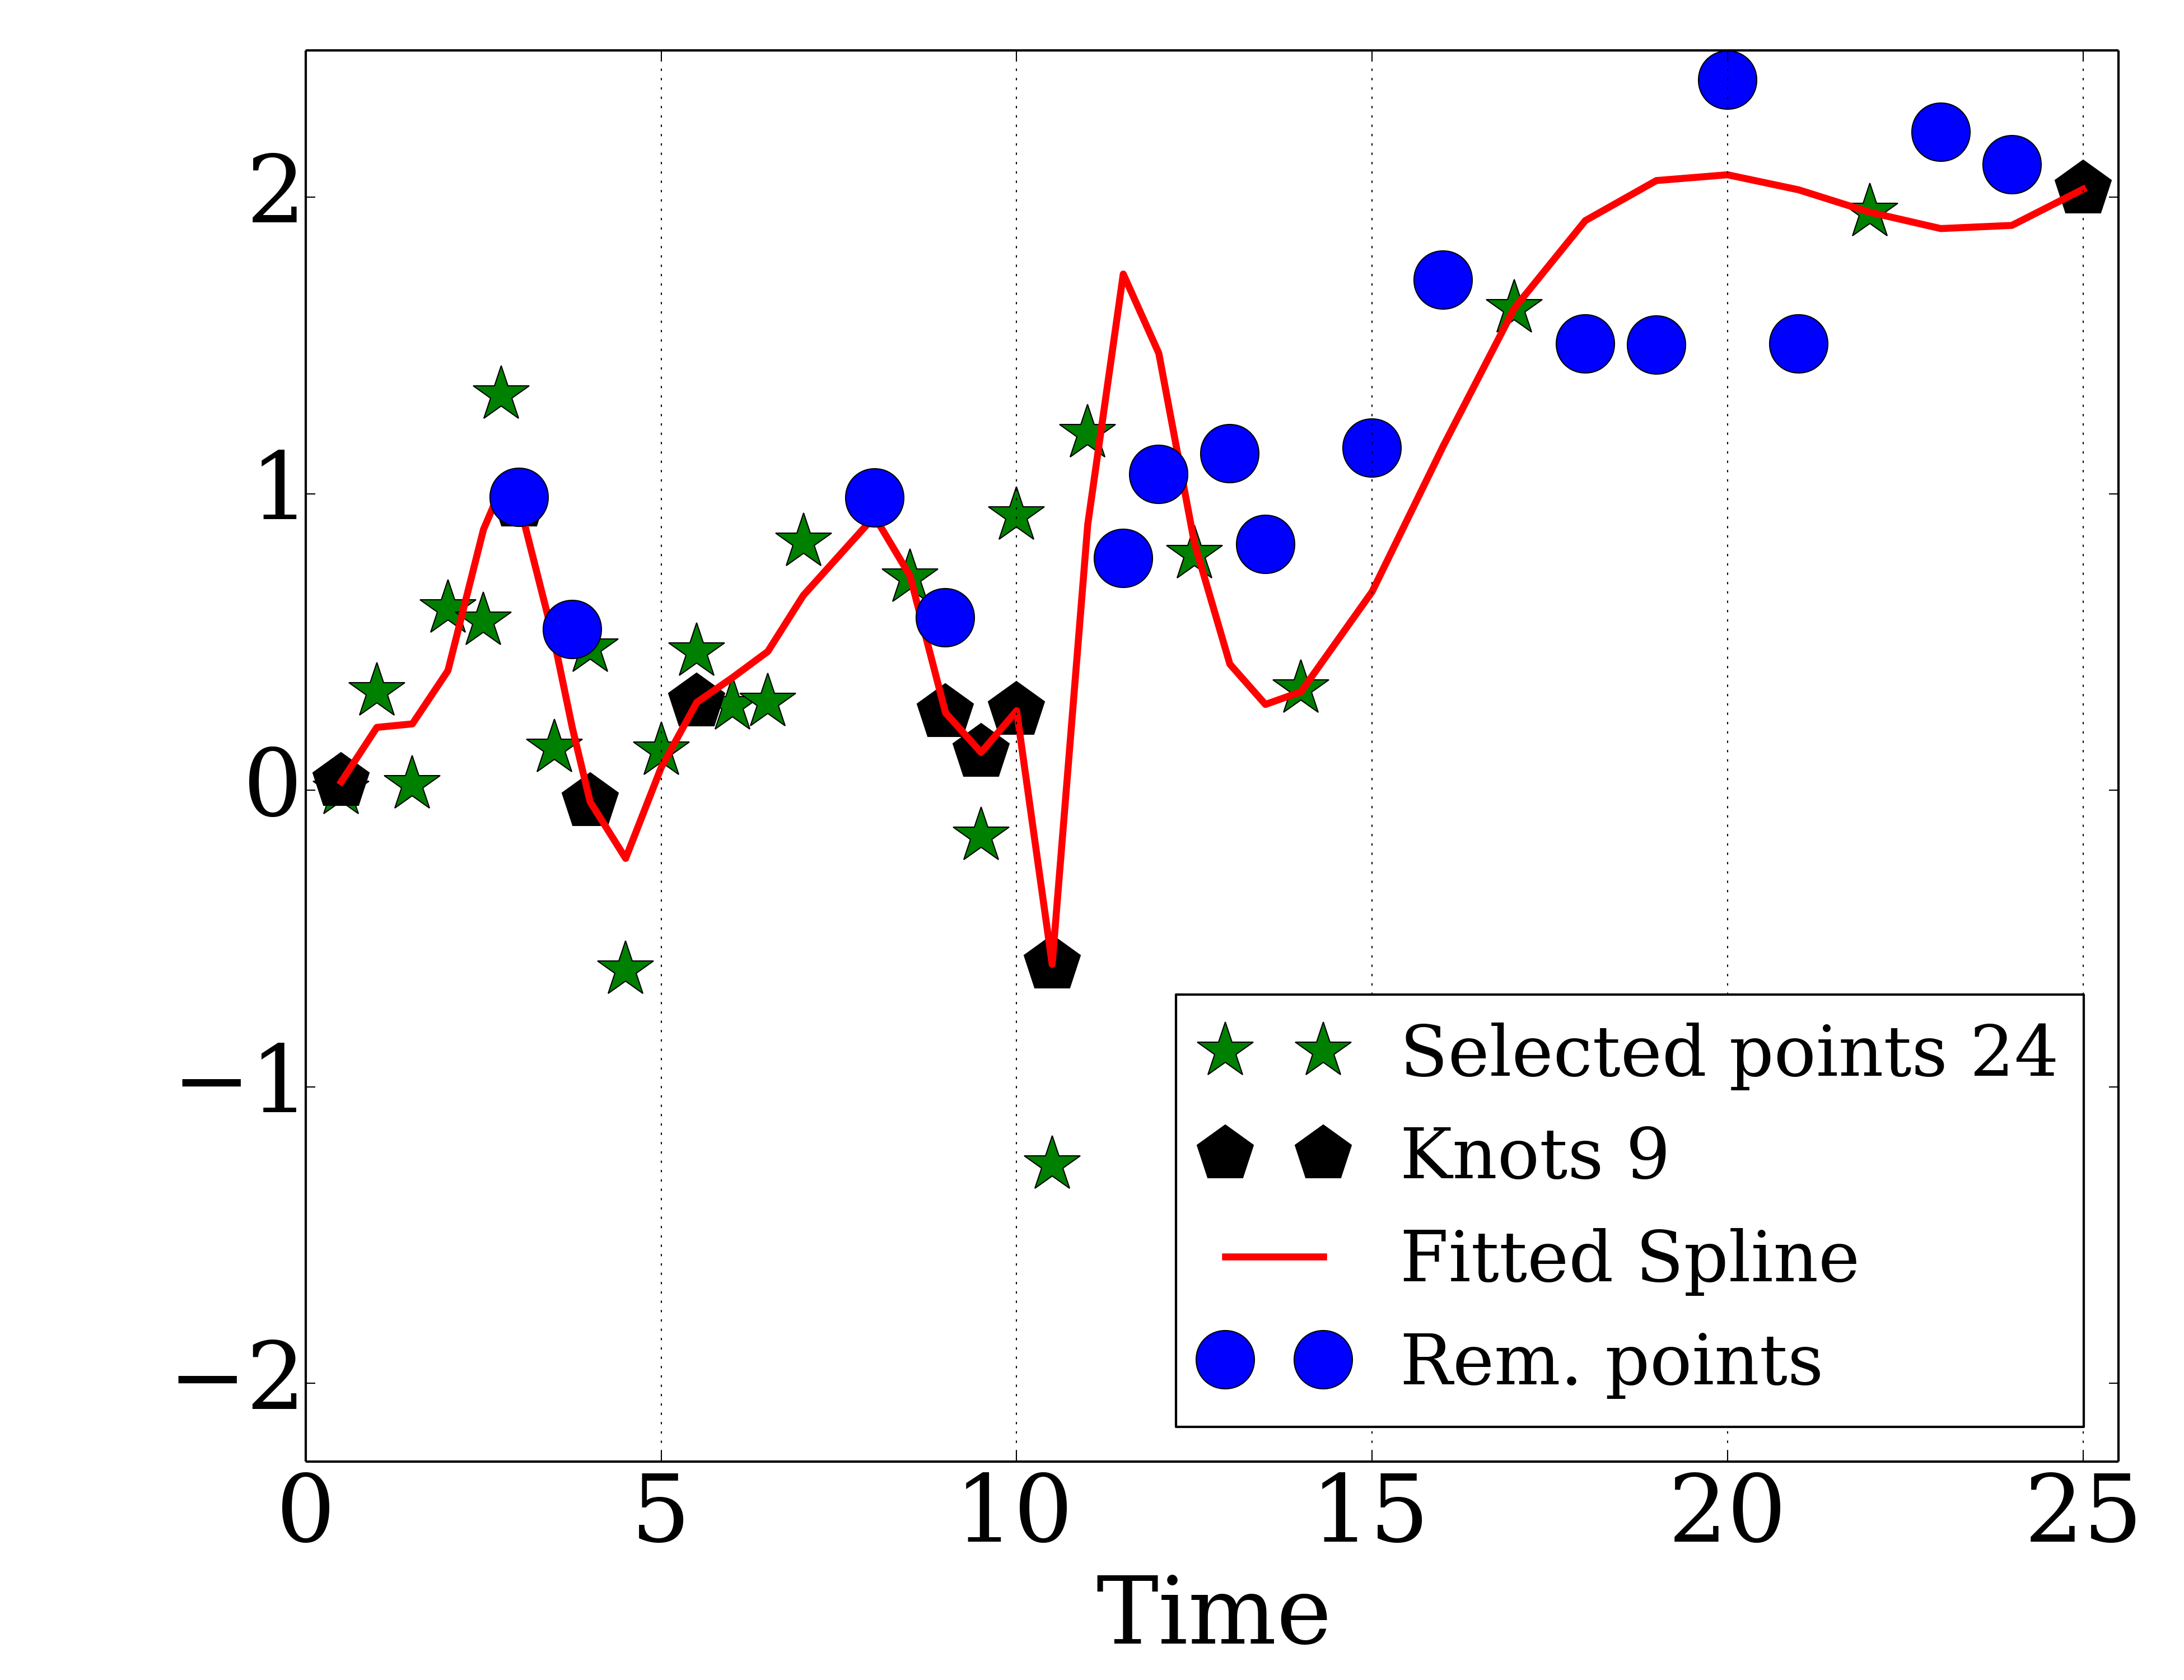 2
1
0
−1
−2
Selected points 24
Knots 9
Fitted Spline
Rem. points
0 5 10 15 20 25
Time